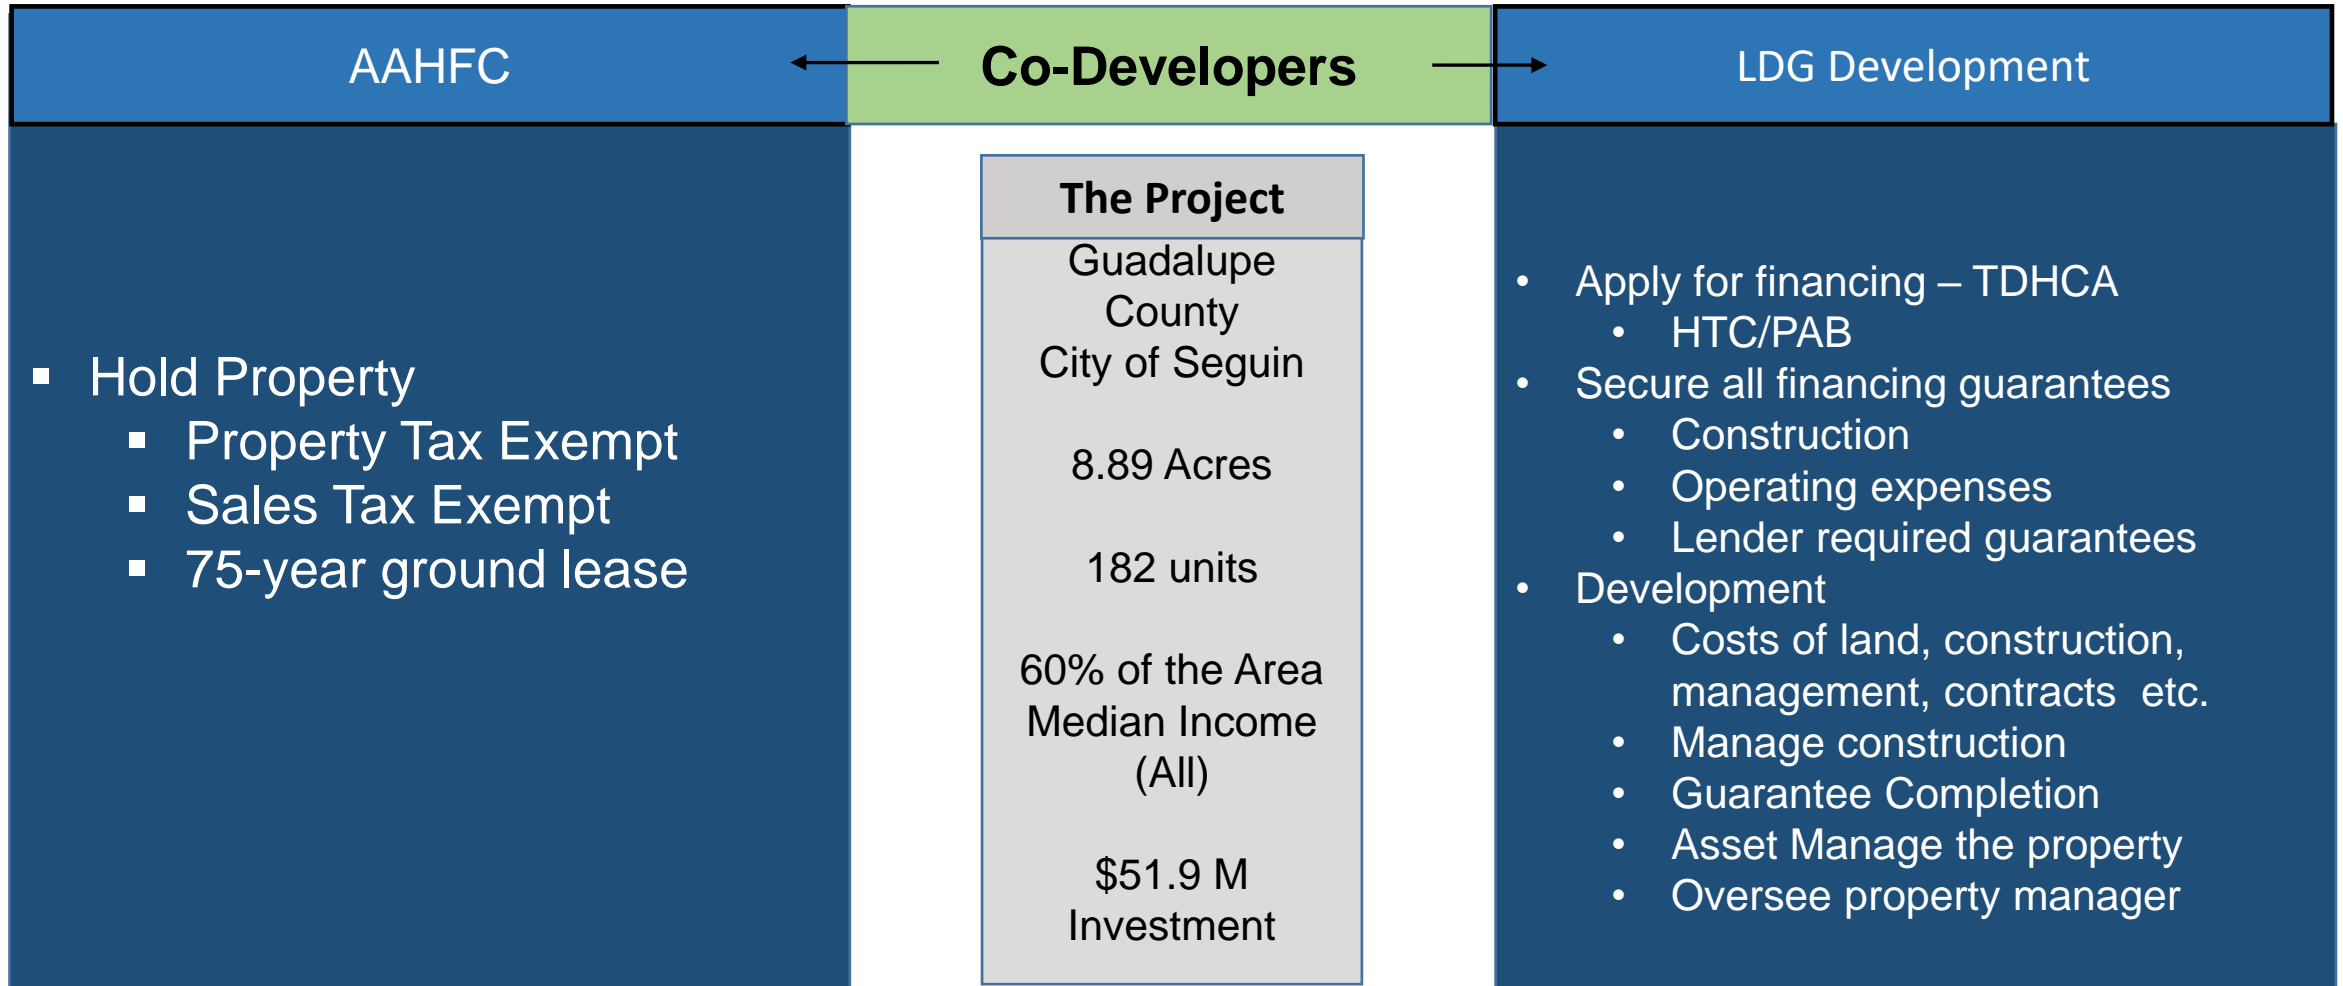 AAHFC
Co-Developers
LDG Development
▪ Hold Property
▪ Property Tax Exempt
▪ Sales Tax Exempt
▪ 75-year ground lease
The Project
Guadalupe
County
City of Seguin
8.89 Acres
182 units
60% of the Area
Median Income
(All)
$51.9 M
Investment
• Apply for financing – TDHCA
• HTC/PAB
• Secure all financing guarantees
• Construction
• Operating expenses
• Lender required guarantees
• Development
• Costs of land, construction,
management, contracts  etc.
• Manage construction
• Guarantee Completion
• Asset Manage the property
• Oversee property manager